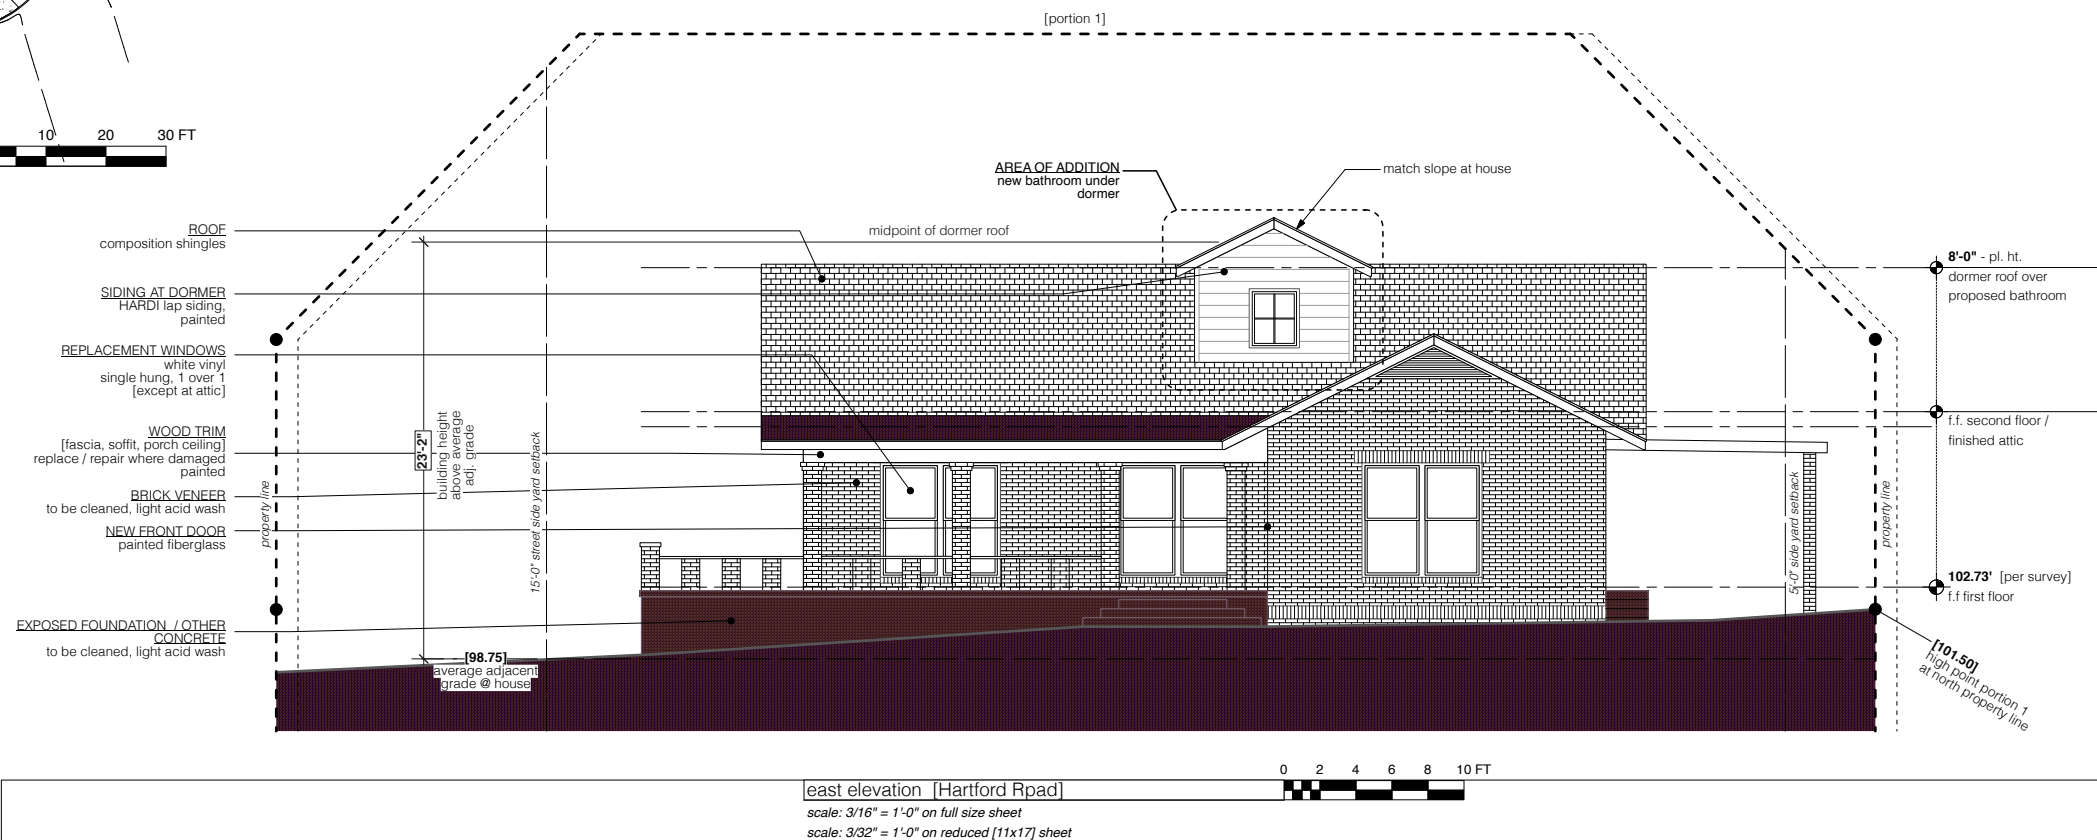 [portion 1]
10 20 30 FT
AREA OF ADDITION
new bathroom under
dormer
match slope at house
ROOF
composition shingles
midpoint of dormer roof
SIDING AT DORMER
HARDI lap siding,
painted
REPLACEMENT WINDOWS
white vinyl
single hung, 1 over 1
[except at attic]
WOOD TRIM
[fascia, soffit, porch ceiling]
replace / repair where damaged
painted
BRICK VENEER
to be cleaned, light acid wash
NEW FRONT DOOR
painted fiberglass
EXPOSED FOUNDATION / OTHER
CONCRETE
to be cleaned, light acid wash
property line
23'-2"
building height
above average
adj. grade
15'-0" street side yard setback
[98.75]
average adjacent
grade @ house
5'-0" side yard setback
property line
8'-0" - pl. ht.
dormer roof over
proposed bathroom
f.f. second floor /
finished attic
102.73' [per survey]
f.f first floor
[101.50]
high point portion 1
at north property line
east elevation [Hartford Rpad]
scale: 3/16" = 1'-0" on full size sheet
scale: 3/32" = 1'-0" on reduced [11x17] sheet
0 2 4 6 8 10 FT